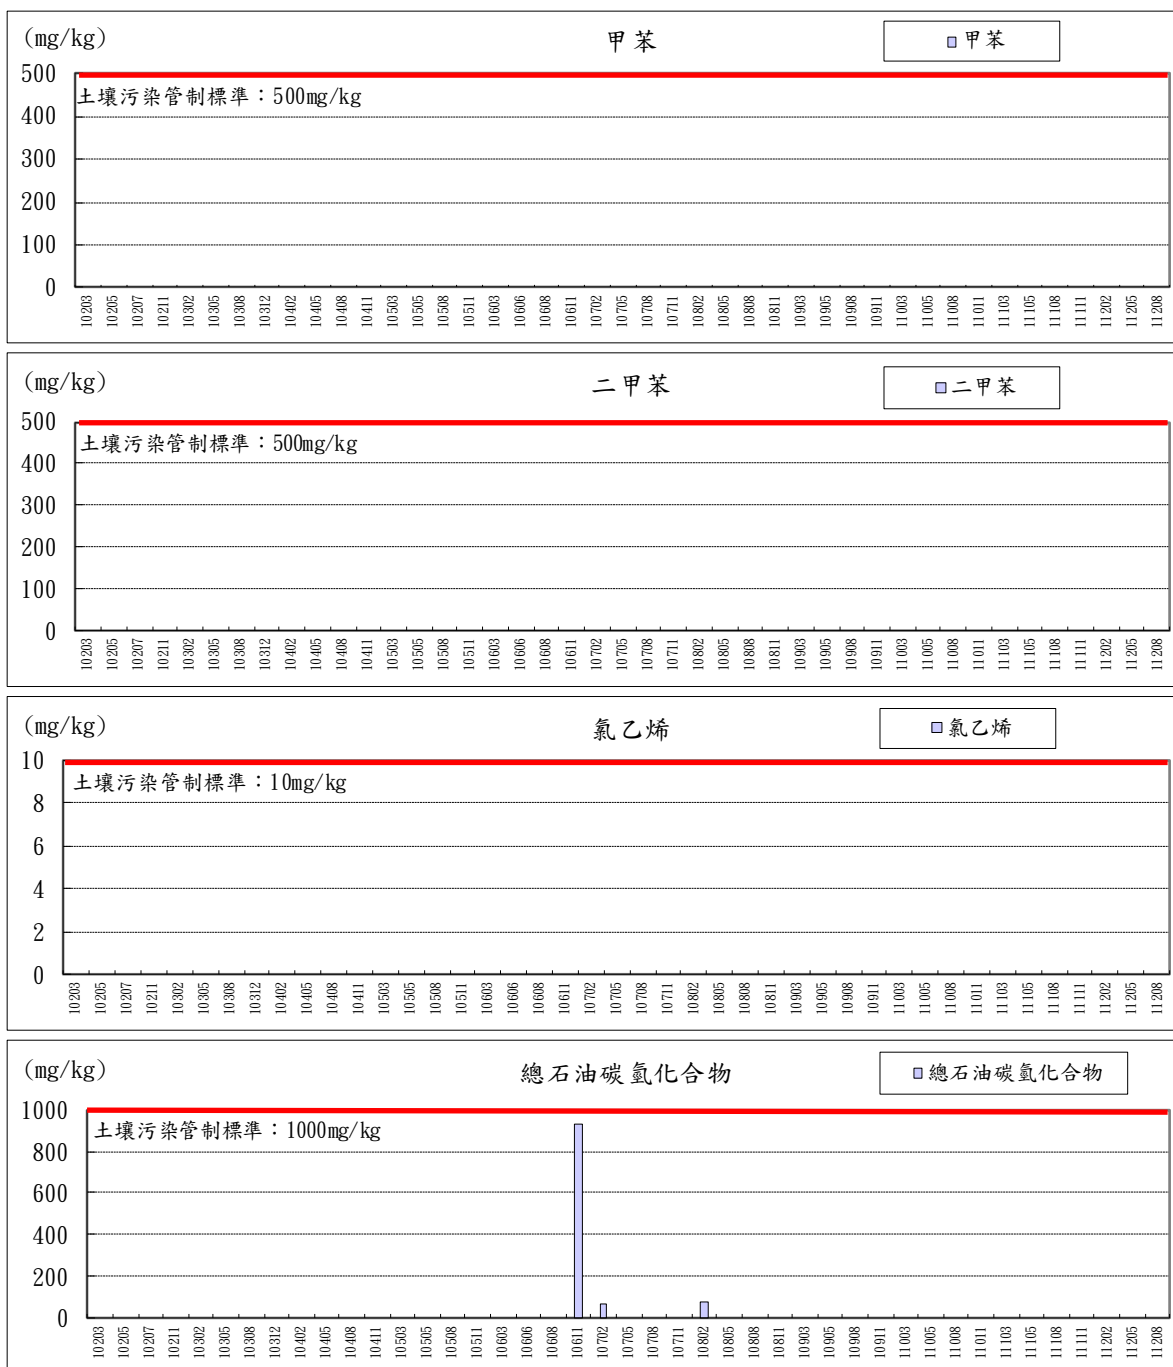 (mg/kg)
甲苯
甲苯
500
土壤污染管制標準：500mg/kg
400
300
200
100
0
10203 10205 10207 10211 10302 10305 10308 10312 10402 10405 10408 10411 10503 10505 10508 10511 10603 10606 10608 10611 10702 10705 10708 10711 10802 10805 10808 10811 10903 10905 10908 10911 11003 11005 11008 11011 11103 11105 11108 11111 11202 11205 11208
(mg/kg)
二甲苯
二甲苯
500
土壤污染管制標準：500mg/kg
400
300
200
100
0
10203 10205 10207 10211 10302 10305 10308 10312 10402 10405 10408 10411 10503 10505 10508 10511 10603 10606 10608 10611 10702 10705 10708 10711 10802 10805 10808 10811 10903 10905 10908 10911 11003 11005 11008 11011 11103 11105 11108 11111 11202 11205 11208
(mg/kg)
氯乙烯
氯乙烯
10
土壤污染管制標準：10mg/kg
8
6
4
2
0
10203 10205 10207 10211 10302 10305 10308 10312 10402 10405 10408 10411 10503 10505 10508 10511 10603 10606 10608 10611 10702 10705 10708 10711 10802 10805 10808 10811 10903 10905 10908 10911 11003 11005 11008 11011 11103 11105 11108 11111 11202 11205 11208
(mg/kg)
總石油碳氫化合物
總石油碳氫化合物
1000
土壤污染管制標準：1000mg/kg
800
600
400
200
0
10203 10205 10207 10211 10302 10305 10308 10312 10402 10405 10408 10411 10503 10505 10508 10511 10603 10606 10608 10611 10702 10705 10708 10711 10802 10805 10808 10811 10903 10905 10908 10911 11003 11005 11008 11011 11103 11105 11108 11111 11202 11205 11208